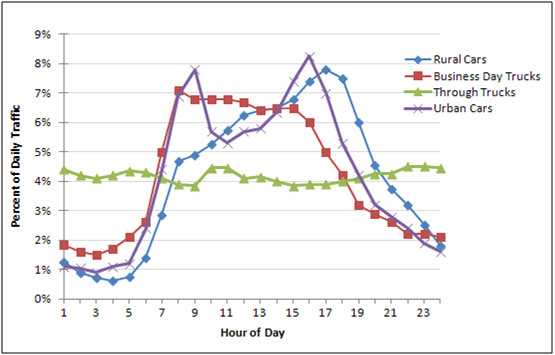 9%
8%
7%
6%
5%
4%
3%
2%
1%
0%
Percent of Daily Traffic
1 3 5 7 9 11 13 15 17 19 21 23
Hour of Day
Rural Cars
Business Day Trucks
Through Trucks
Urban Cars